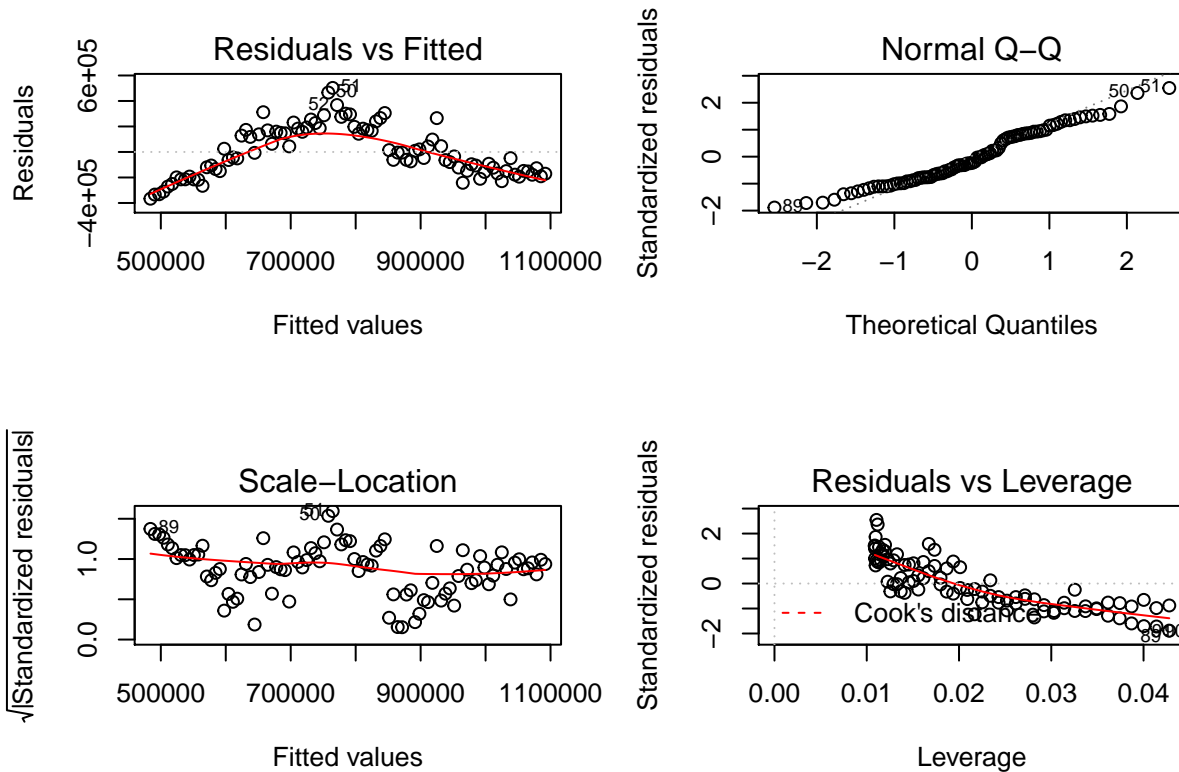 Residuals vs Fitted
Residuals
−4e+05
6e+05
52
50
51
500000
700000
900000
1100000
Fitted values
Normal Q−Q
Standardized residuals
−2
0
2
89
50
51
−2
−1
0
1
2
Theoretical Quantiles
Scale−Location
√|Standardized residuals|
0.0
1.0
89
50
51
500000
700000
900000
1100000
Fitted values
Residuals vs Leverage
Standardized residuals
−2
0
2
Cook's distance
89
0.00
0.01
0.02
0.03
0.04
Leverage